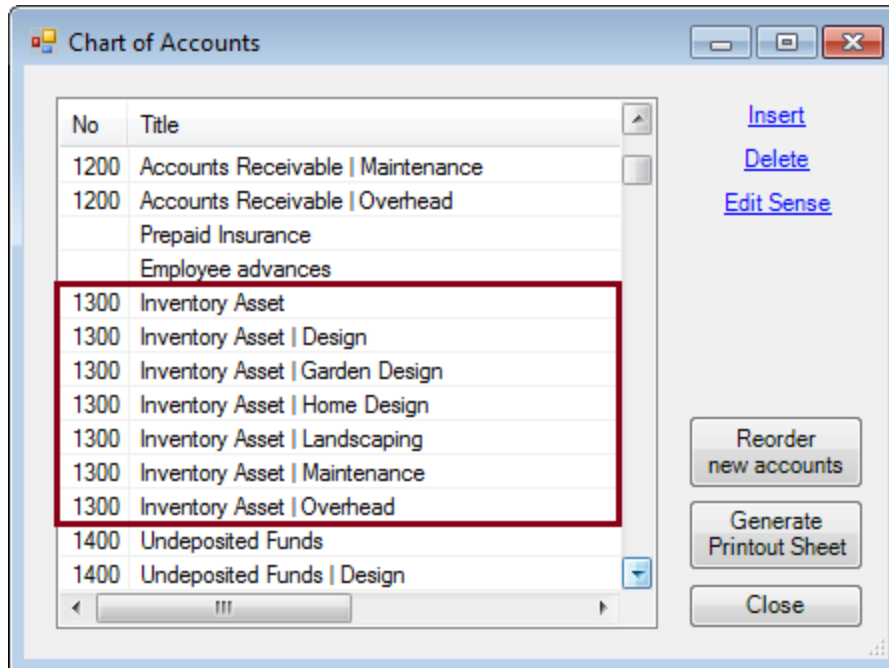 Chart of Accounts
No Title
1200 Accounts Receivable | Maintenance
1200 Accounts Receivable | Overhead
Prepaid Insurance
Employee advances
1300 Inventory Asset
1300 Inventory Asset | Design
1300 Inventory Asset | Garden Design
1300 Inventory Asset | Home Design
1300 Inventory Asset | Landscaping
1300 Inventory Asset | Maintenance
1300 Inventory Asset | Overhead
1400 Undeposited Funds
1400 Undeposited Funds | Design
Insert
Delete
Edit Sense
Reorder
new accounts
Generate
Printout Sheet
Close